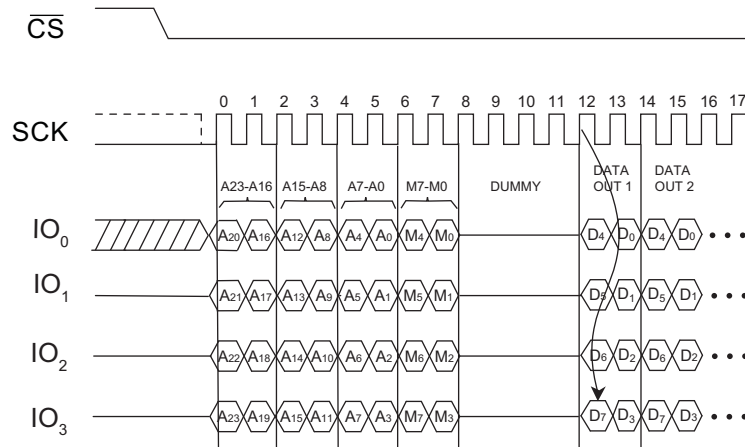 CS
0 1 2 3 4 5 6 7 8 9 10 11 12 13 14 15 16 17
SCK
A23-A16 A15-A8 A7-A0 M7-M0 DUMMY DATA OUT 1 DATA OUT 2
IO0 A20 A16 A12 A8 A4 A0 M4 M0 D4 D0 D4 D0 • • •
IO1 A21 A17 A13 A9 A5 A1 M5 M1 D5 D1 D5 D1 • • •
IO2 A22 A18 A14 A10 A6 A2 M6 M2 D6 D2 D6 D2 • • •
IO3 A23 A19 A15 A11 A7 A3 M7 M3 D7 D3 D7 D3 • • •